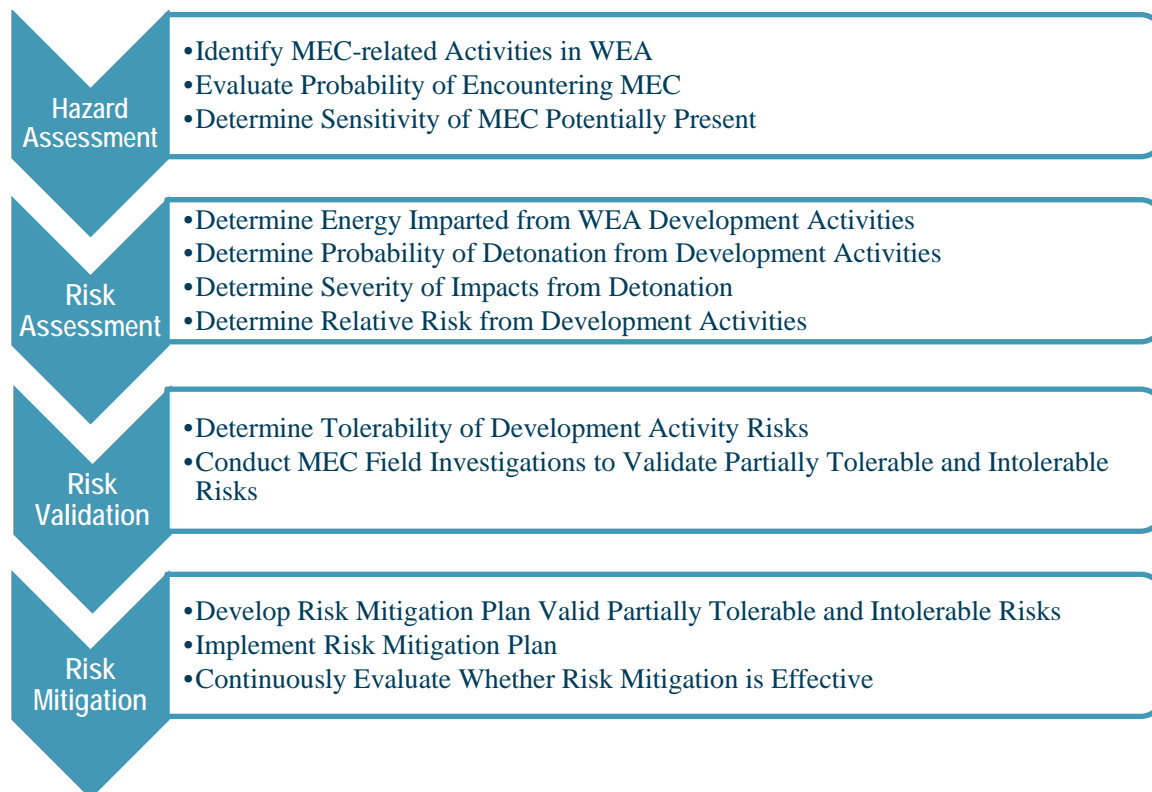 Hazard
Assessment
•Identify MEC-related Activities in WEA
•Evaluate Probability of Encountering MEC
•Determine Sensitivity of MEC Potentially Present
Risk
Assessment
•Determine Energy Imparted from WEA Development Activities
•Determine Probability of Detonation from Development Activities
•Determine Severity of Impacts from Detonation
•Determine Relative Risk from Development Activities
Risk
Validation
•Determine Tolerability of Development Activity Risks
•Conduct MEC Field Investigations to Validate Partially Tolerable and Intolerable
Risks
Risk
Mitigation
•Develop Risk Mitigation Plan Valid Partially Tolerable and Intolerable Risks
•Implement Risk Mitigation Plan
•Continuously Evaluate Whether Risk Mitigation is Effective